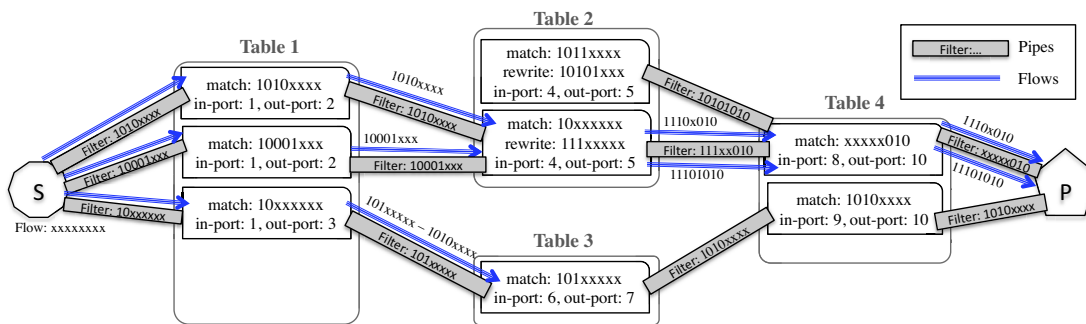 Table 1
Table 2
Table 3
Table 4
Filter:...
Pipes
Flows
S
Flow: xxxxxxxx
Filter: 1010xxxx
Filter: 10001xxx
Filter: 10xxxxxx
match: 1010xxxx
in-port: 1, out-port: 2
match: 10001xxx
in-port: 1, out-port: 2
match: 10xxxxxx
in-port: 1, out-port: 3
1010xxxx
Filter: 1010xxxx
10001xxx
Filter: 10001xxx
101xxxxx – 1010xxxx
Filter: 101xxxxx
match: 1011xxxx
rewrite: 10101xxx
in-port: 4, out-port: 5
match: 10xxxxxx
rewrite: 111xxxxx
in-port: 4, out-port: 5
match: 101xxxxx
in-port: 6, out-port: 7
Filter: 10101010
1110x010
Filter: 111xx010
11101010
Filter: 1010xxxx
match: xxxxx010
in-port: 8, out-port: 10
match: 1010xxxx
in-port: 9, out-port: 10
1110x010
Filter: xxxxx010
11101010
Filter: 1010xxxx
P